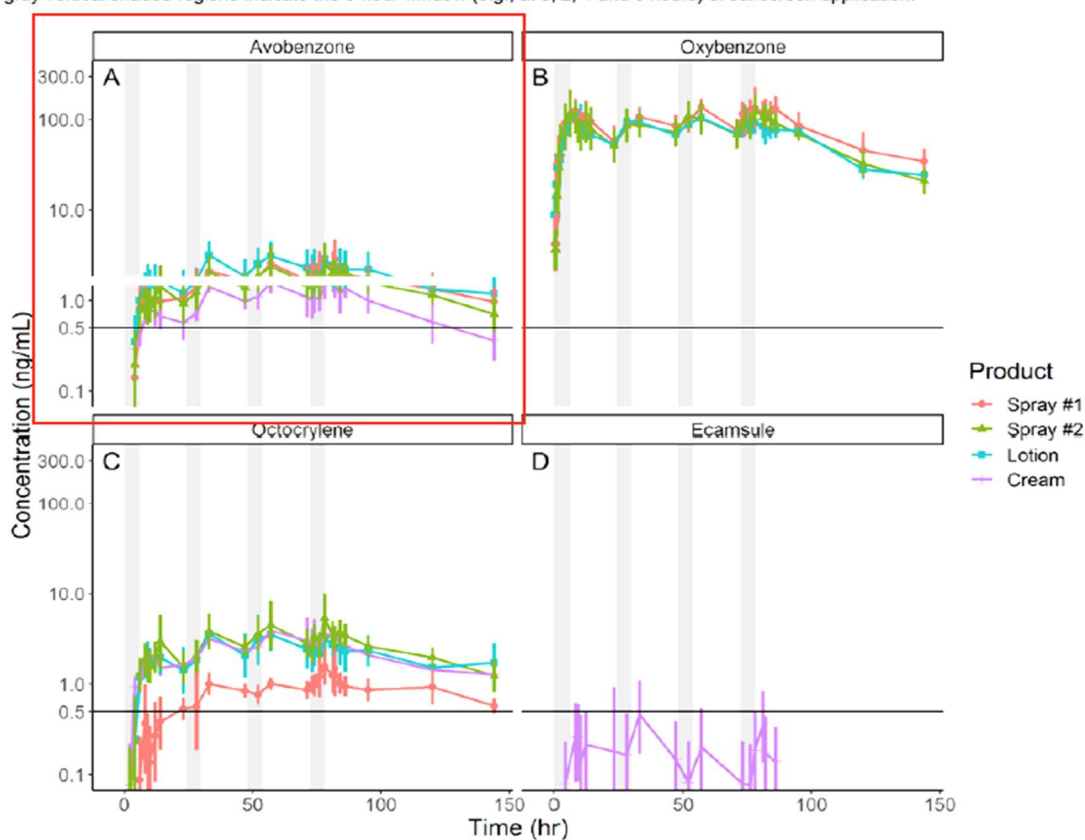 Avobenzone
Oxybenzone
A
B
300.0
100.0
10.0
1.0
0.5
0.1
Concentration (ng/mL)
Octocrylene
Ecamsule
C
D
300.0
100.0
10.0
1.0
0.5
0.1
0
50
100
150
0
50
100
150
Time (hr)
Product
Spray #1
Spray #2
Lotion
Cream